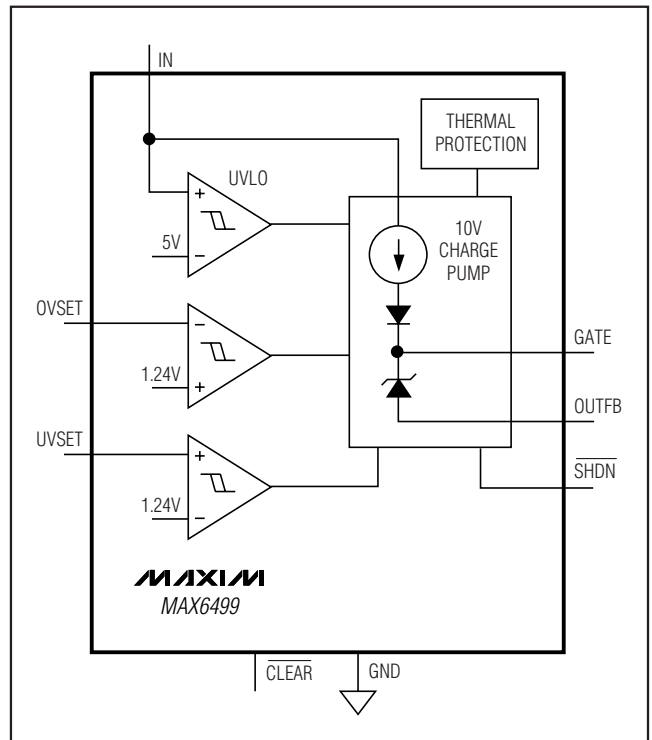 IN
THERMAL
PROTECTION
UVLO
+
5V
−
10V
CHARGE
PUMP
OVSET
−
1.24V
+
GATE
OUTFB
UVSET
+
1.24V
−
SHDN
MAXIM
MAX6499
CLEAR
GND